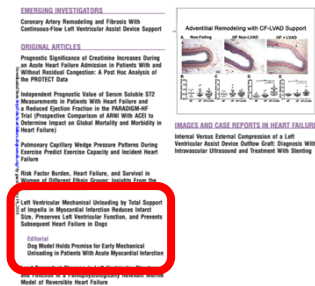 EMERGING INVESTIGATORS
Coronary Artery Remodeling and Fibrosis With
Continuous-Flow Left Ventricular Assist Device Support
ORIGINAL ARTICLES
Prognostic Significance of Creatinine Increases During
an Acute Heart Failure Admission in Patients With and
Without Residual Congestion: A Post Hoc Analysis of
the PROTECT Data
Independent Prognostic Value of Serum Soluble ST2
Measurements in Patients With Heart Failure and
a Reduced Ejection Fraction in the PARADIGM-HF
Trial (Prospective Comparison of ARNI With ACEI to
Determine Impact on Global Mortality and Morbidity in
Heart Failure)
Pulmonary Capillary Wedge Pressure Patterns During
Exercise Predict Exercise Capacity and Incident Heart
Failure
Risk Factor Burden, Heart Failure, and Survival in
Women of Different Ethnic Groups: Insights From the
Left Ventricular Mechanical Unloading by Total Support
of Impella in Myocardial Infarction Reduces Infarct
Size, Preserves Left Ventricular Function, and Prevents
Subsequent Heart Failure in Dogs
Editorial
Dog Model Holds Promise for Early Mechanical
Unloading in Patients With Acute Myocardial Infarction
Model of Reversible Heart Failure
Adventitial Remodeling with CF-LVAD Support
Non-Failing HF Non-LVAD HF + LVAD
IMAGES AND CASE REPORTS IN HEART FAILURE
Internal Versus External Compression of a Left
Ventricular Assist Device Outflow Graft: Diagnosis With
Intravascular Ultrasound and Treatment With Stenting